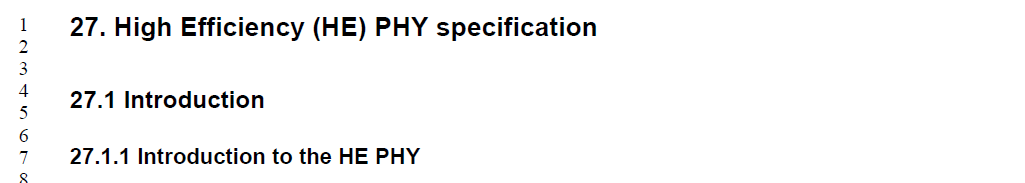 1 27. High Efficiency (HE) PHY specification
2
3
4 27.1 Introduction
5
6
7 27.1.1 Introduction to the HE PHY
8